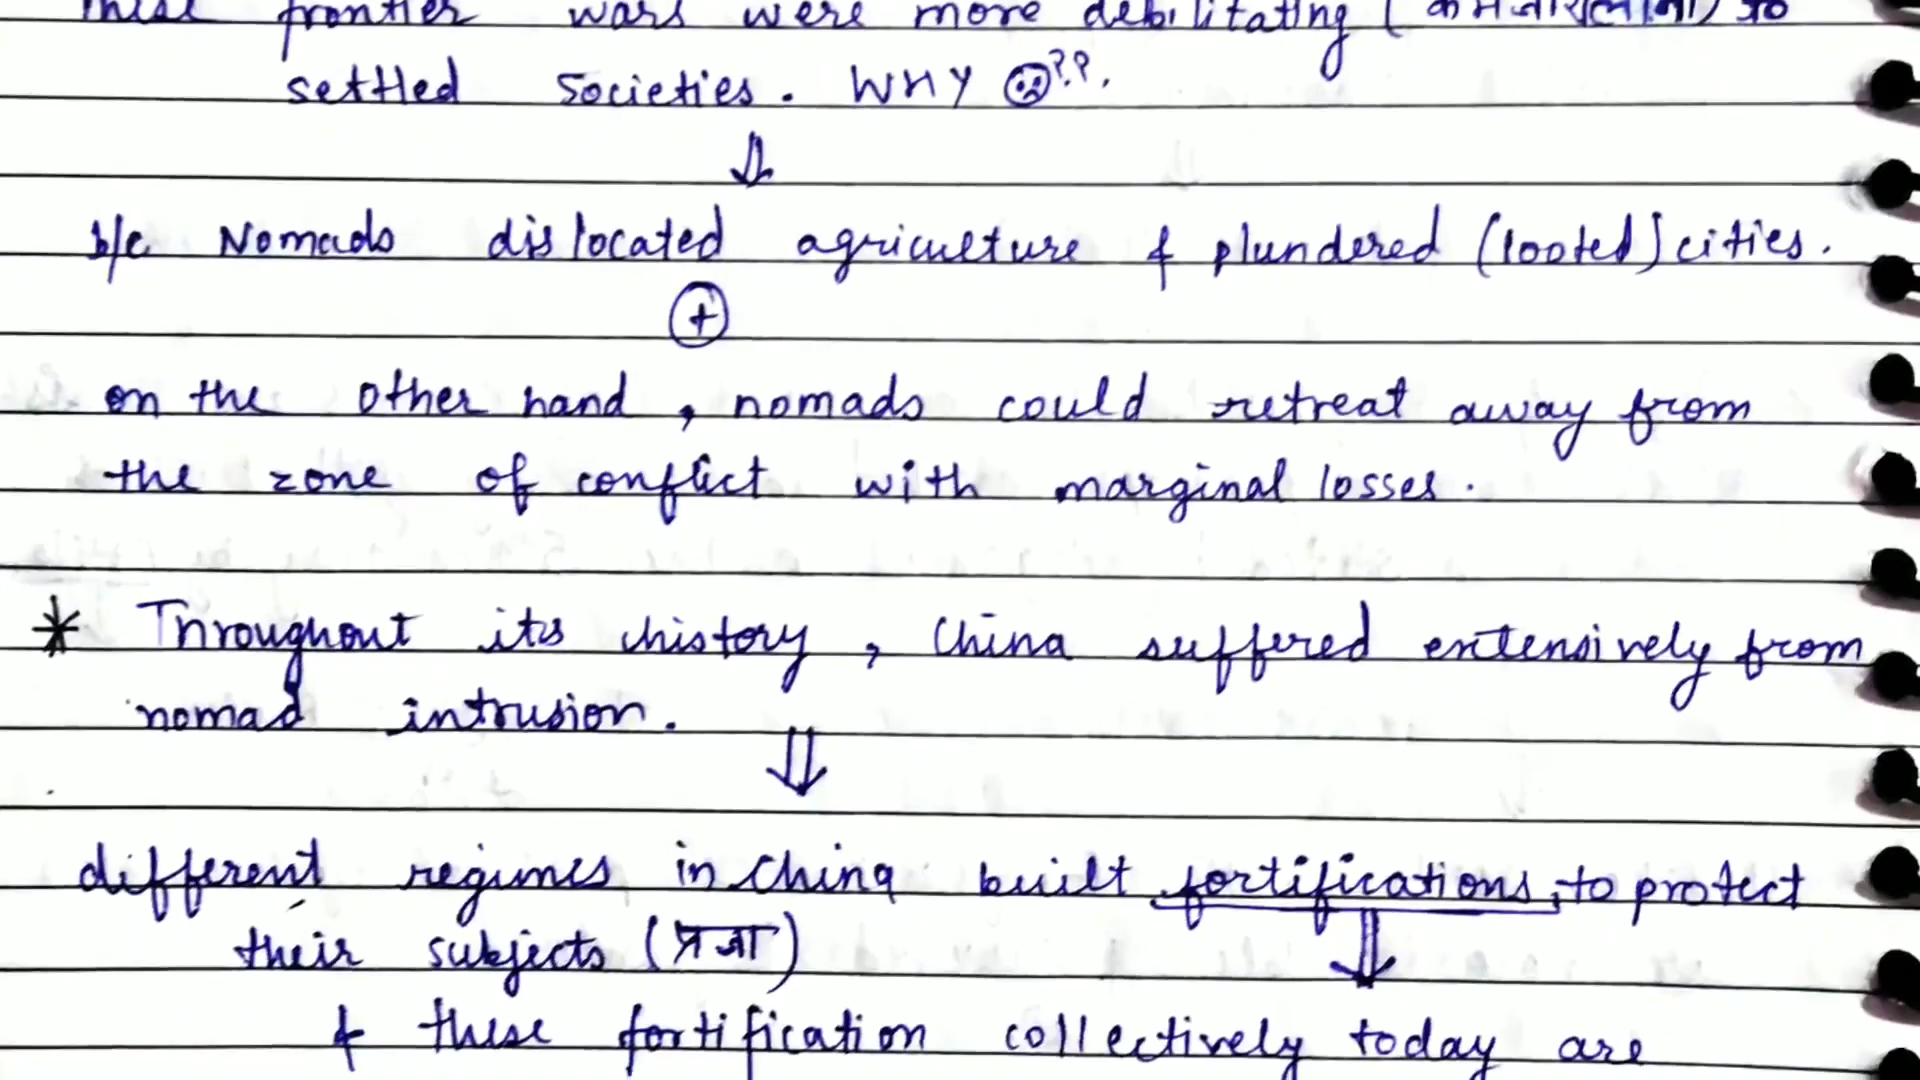 these frontier wars were more debilitating ( to
settled societies. WHY ☹??.
↓
b/c Nomads dislocated agriculture & plundered (looted) cities.
⊕
on the other hand, nomads could retreat away from
the zone of conflict with marginal losses.
* Throughout its history, China suffered extensively from
nomad intrusion.
⇓
different regimes in China built fortifications, to protect
their subjects (प्रजा)
⇓
& these fortification collectively today are